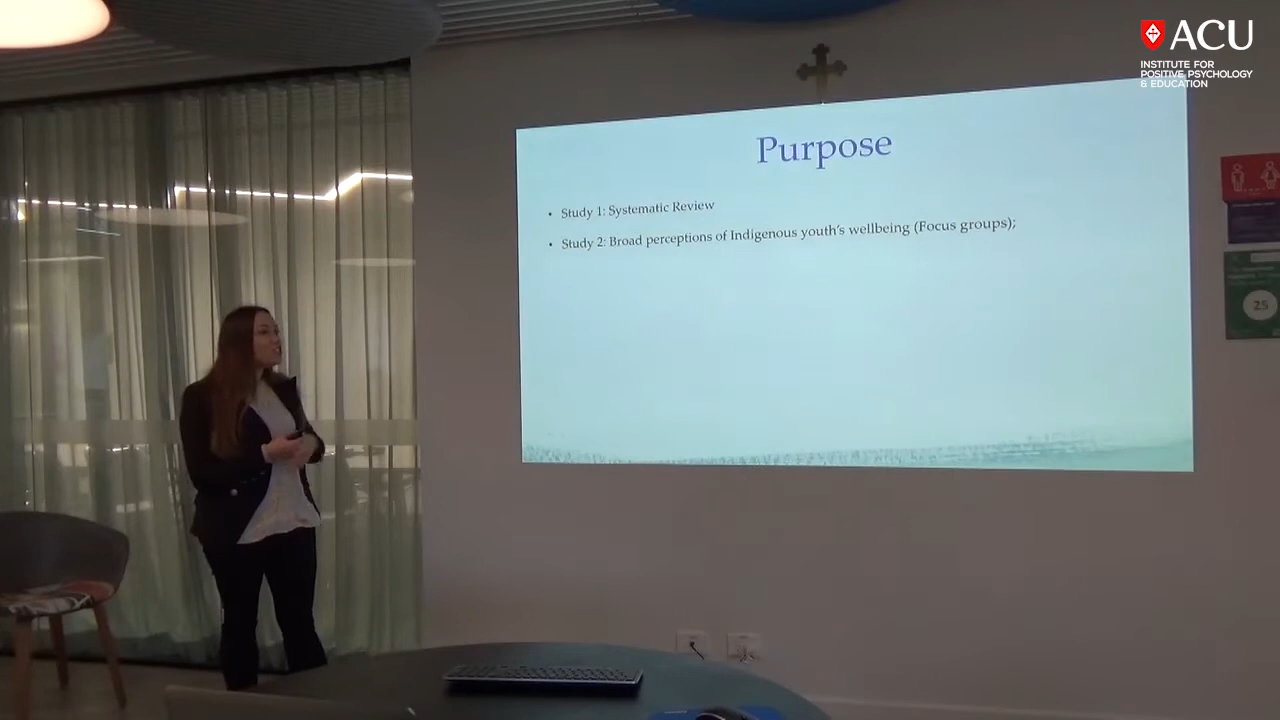 ACU
INSTITUTE FOR
POSITIVE PSYCHOLOGY
& EDUCATION
Purpose
• Study 1: Systematic Review
• Study 2: Broad perceptions of Indigenous youth's wellbeing (Focus groups);
25